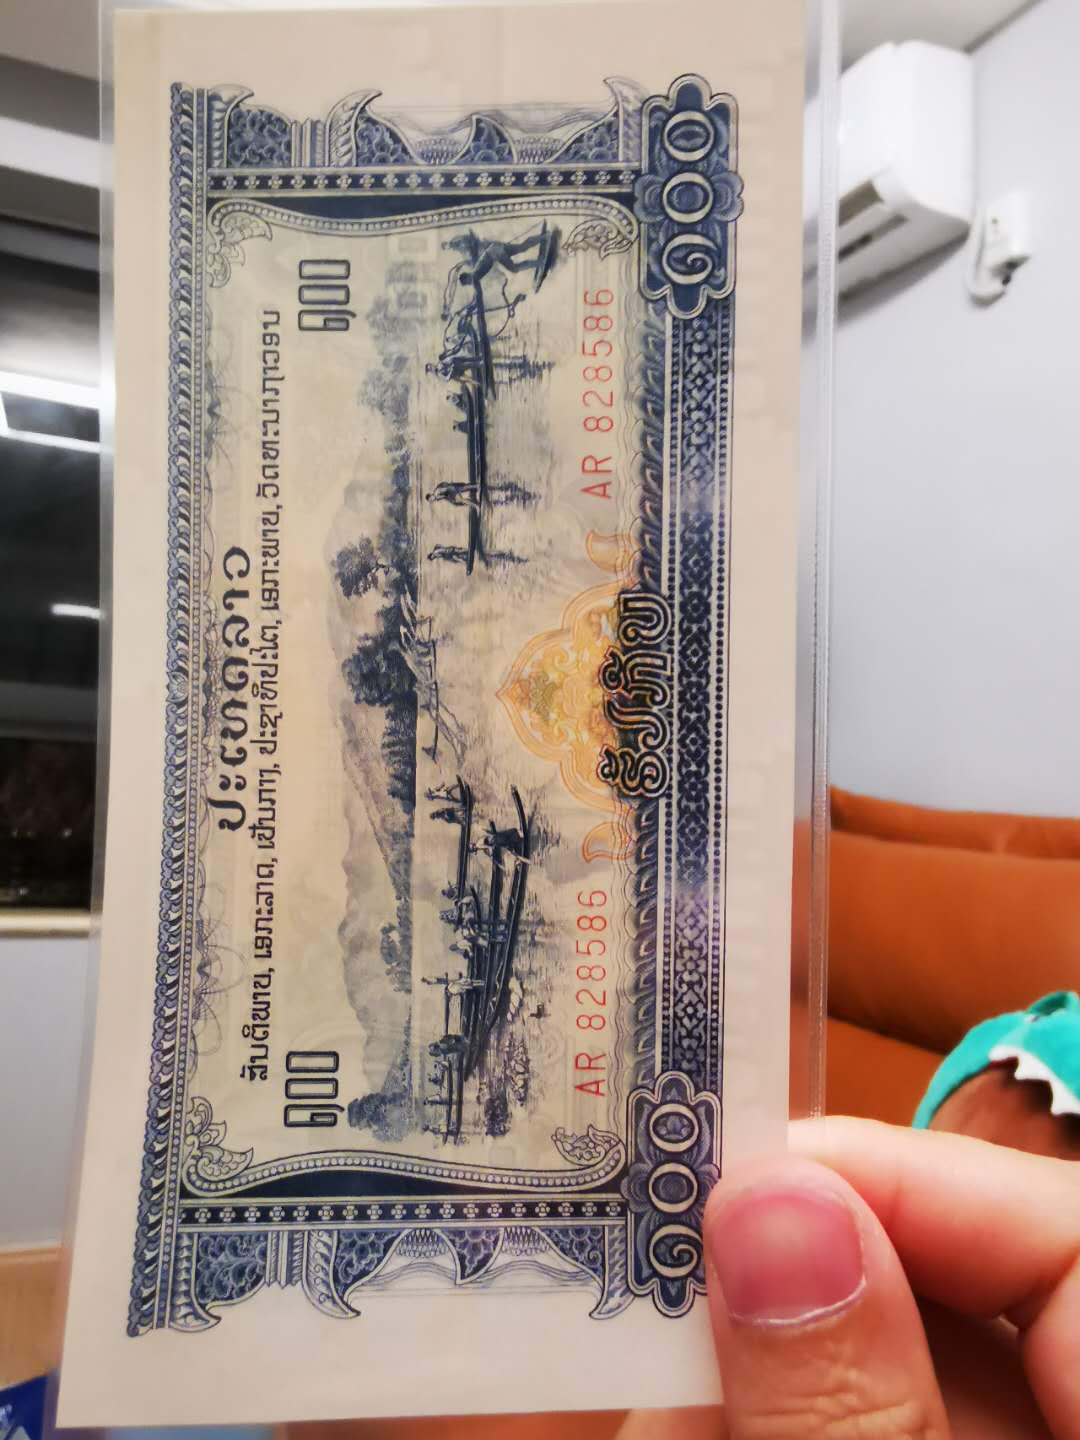 ປະເທດລາວ
ສັນຕິພາບ, ເອກະລາດ, ເປັນກາງ, ປະຊາທິປະໄຕ, ເອກະພາບ, ວັດທະນາຖາວອນ
໑໐໐ ໑໐໐
AR 828586 AR 828586
ຮ້ອຍກີບ
໑໐໐ ໑໐໐